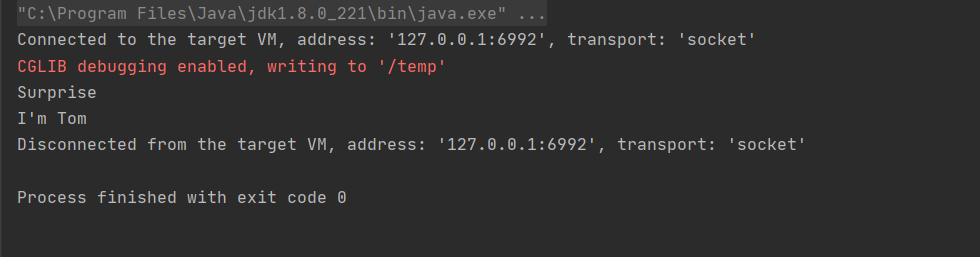 "C:\Program Files\Java\jdk1.8.0_221\bin\java.exe" ...
Connected to the target VM, address: '127.0.0.1:6992', transport: 'socket'
CGLIB debugging enabled, writing to '/temp'
Surprise
I'm Tom
Disconnected from the target VM, address: '127.0.0.1:6992', transport: 'socket'
Process finished with exit code 0